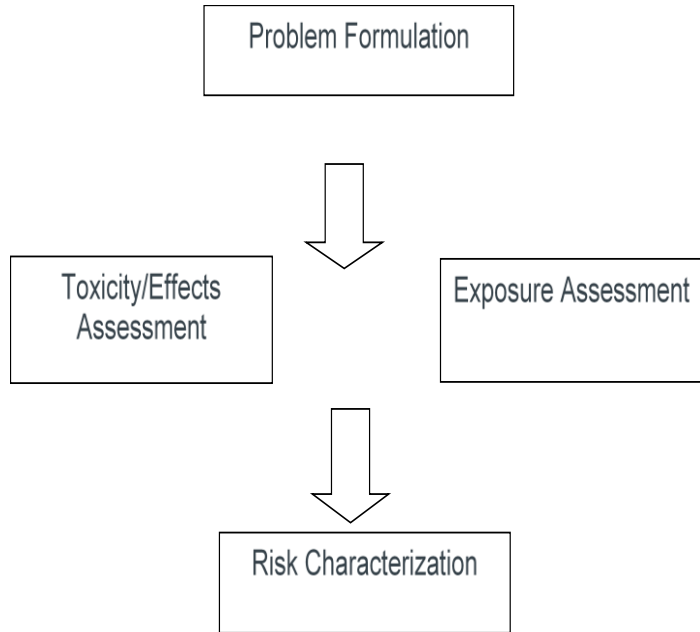 Problem Formulation
Toxicity/Effects
Assessment
Exposure Assessment
Risk Characterization